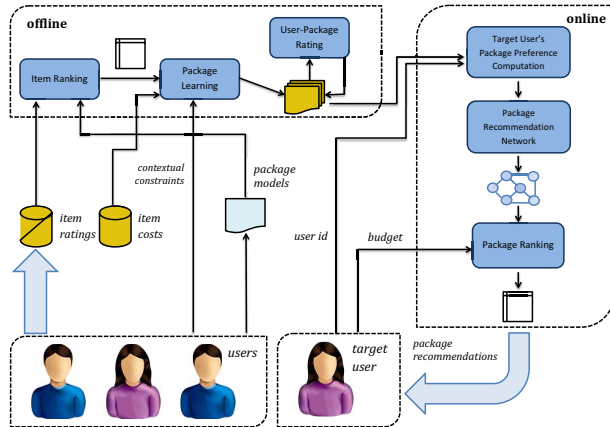 offline
online
User-Package
Rating
Target User's
Package Preference
Computation
Item Ranking
Package
Learning
Package
Recommendation
Network
contextual
constraints
package
models
item
ratings
item
costs
user id
budget
Package Ranking
users
target
user
package
recommendations